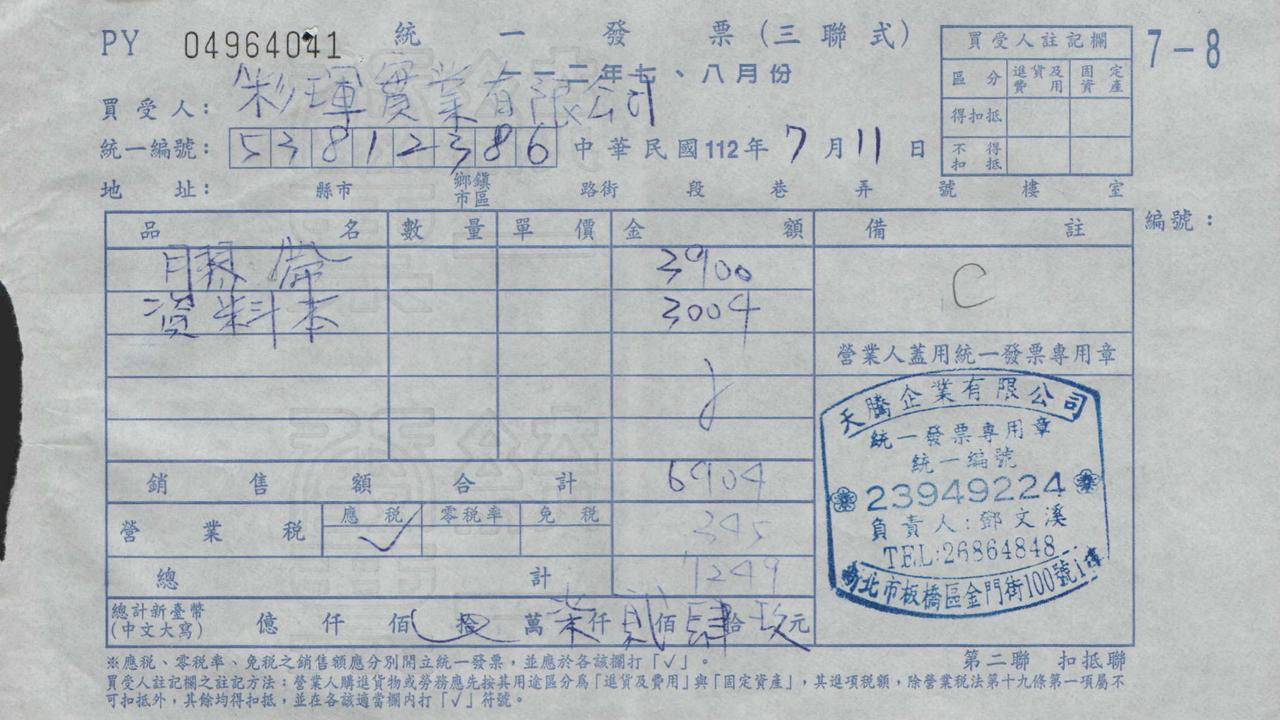 PY 04964041 統一發票(三聯式) 7-8
一一二年七、八月份
買受人: 彬琿實業有限公司
統一編號: 53812386 中華民國112年7月11日
地址: 縣市 鄉鎮市區 路街 段 巷 弄 號 樓 室
買受人註記欄
區分 進貨及費用 固定資產
得扣抵
不得扣抵
編號:
品名 數量 單價 金額 備註
膠帶 3900 C
資料本 3004
營業人蓋用統一發票專用章
銷售額合計 6904
營業稅 應稅 ✓ 零稅率 免稅 345
總計 7249
總計新臺幣(中文大寫) 億 仟 佰 拾 萬 柒仟 貳佰 肆拾 玖元
天騰企業有限公司
統一發票專用章
統一編號
23949224
負責人:鄧文溪
TEL:26864848
新北市板橋區金門街100號1樓
第二聯 扣抵聯
※應稅、零稅率、免稅之銷售額應分別開立統一發票,並應於各該欄打「✓」。
買受人註記欄之註記方法:營業人購進貨物或勞務應先按其用途區分為「進貨及費用」與「固定資產」,其進項稅額,除營業稅法第十九條第一項屬不
可扣抵外,其餘均得扣抵,並在各該適當欄內打「✓」符號。